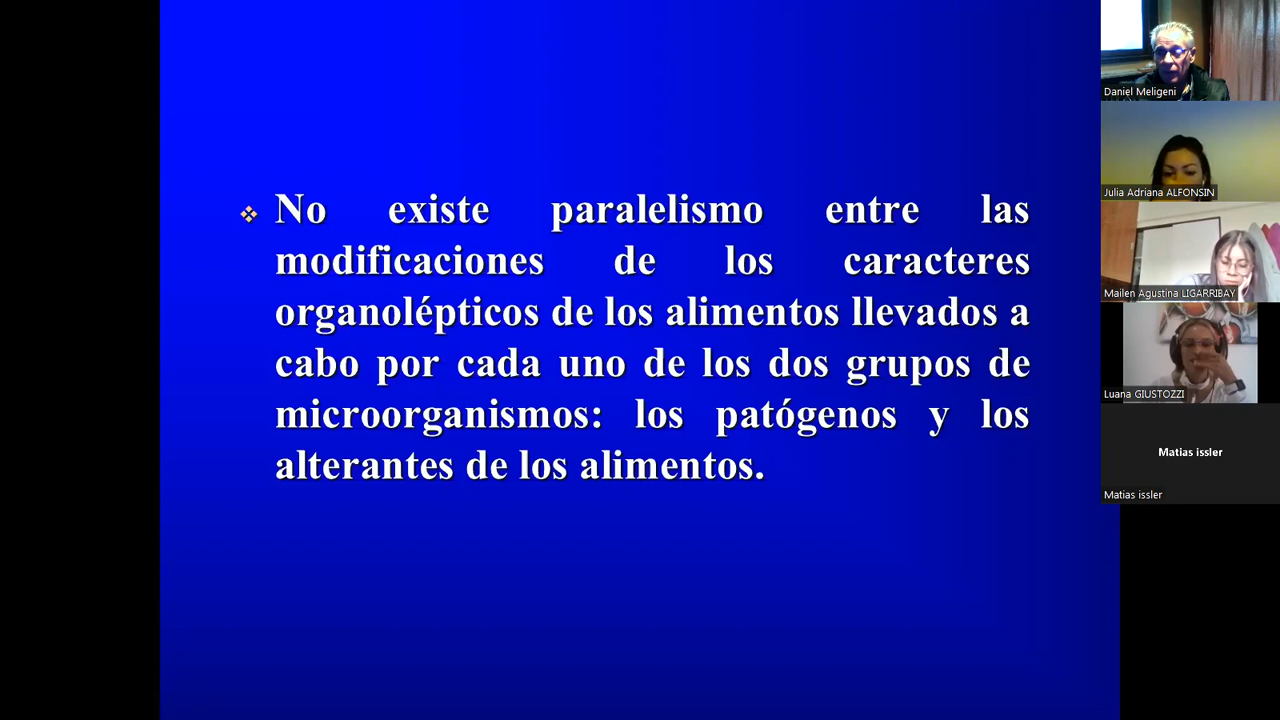 No existe paralelismo entre las
modificaciones de los caracteres
organolépticos de los alimentos llevados a
cabo por cada uno de los dos grupos de
microorganismos: los patógenos y los
alterantes de los alimentos.
Daniel Meligeni
Julia Adriana ALFONSIN
Mailen Agustina LIGARRIBAY
Luana GIUSTOZZI
Matias issler
Matias issler